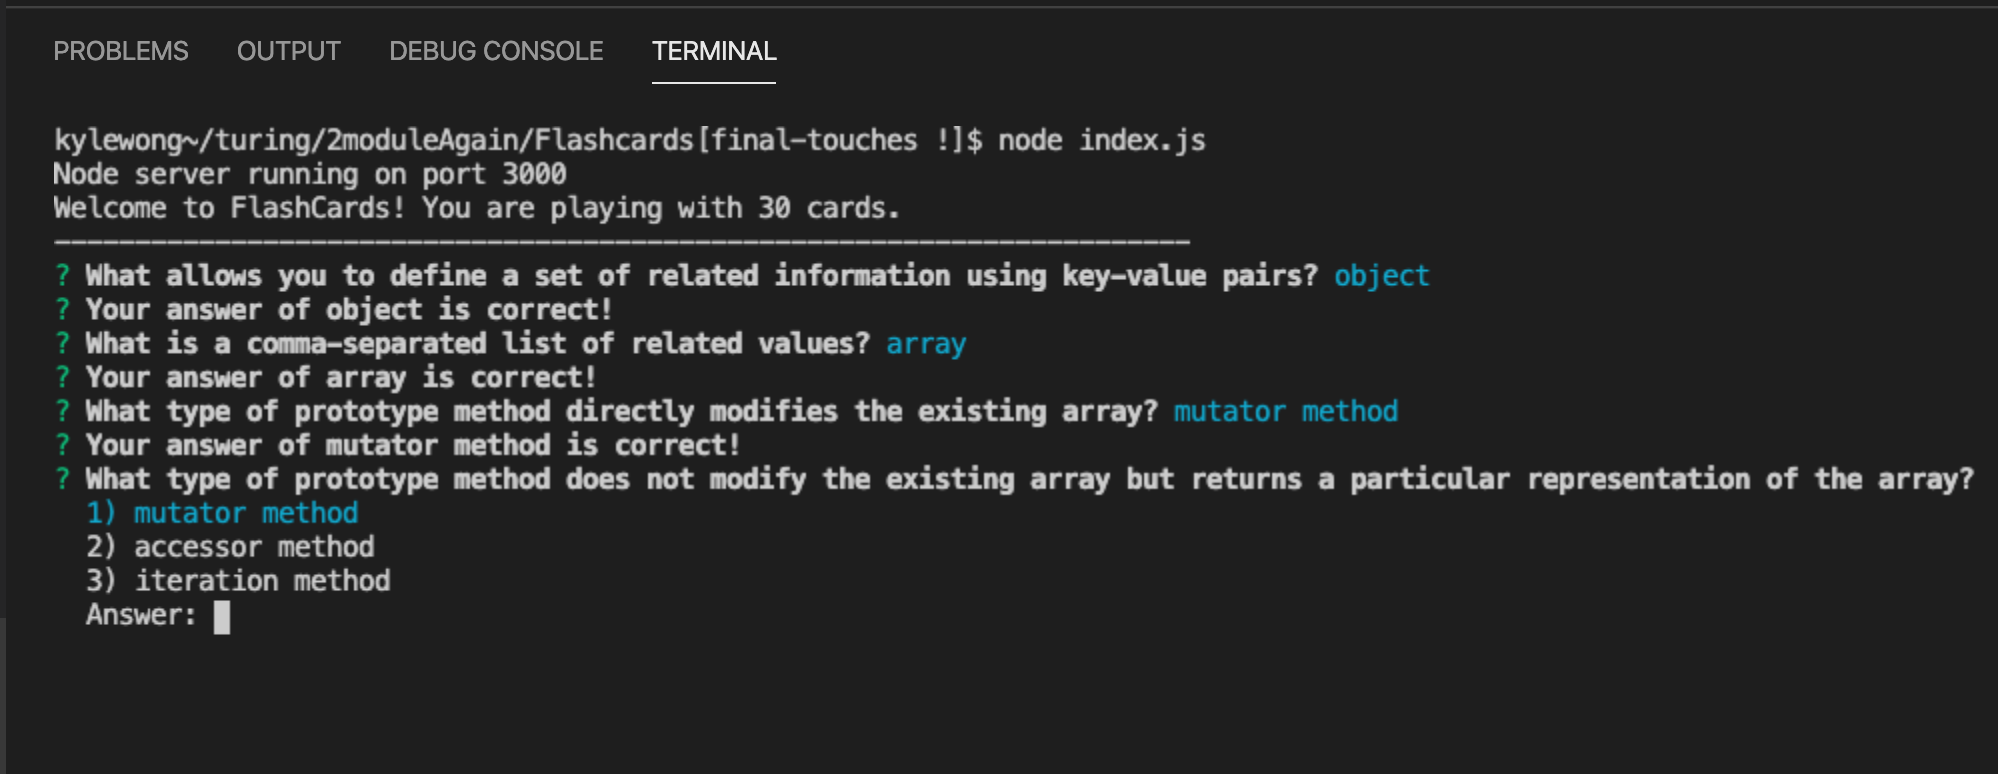 PROBLEMS OUTPUT DEBUG CONSOLE TERMINAL
kylewong~/turing/2moduleAgain/Flashcards[final-touches !]$ node index.js
Node server running on port 3000
Welcome to FlashCards! You are playing with 30 cards.
-----------------------------------------------------------------------
? What allows you to define a set of related information using key-value pairs? object
? Your answer of object is correct!
? What is a comma-separated list of related values? array
? Your answer of array is correct!
? What type of prototype method directly modifies the existing array? mutator method
? Your answer of mutator method is correct!
? What type of prototype method does not modify the existing array but returns a particular representation of the array?
1) mutator method
2) accessor method
3) iteration method
Answer: